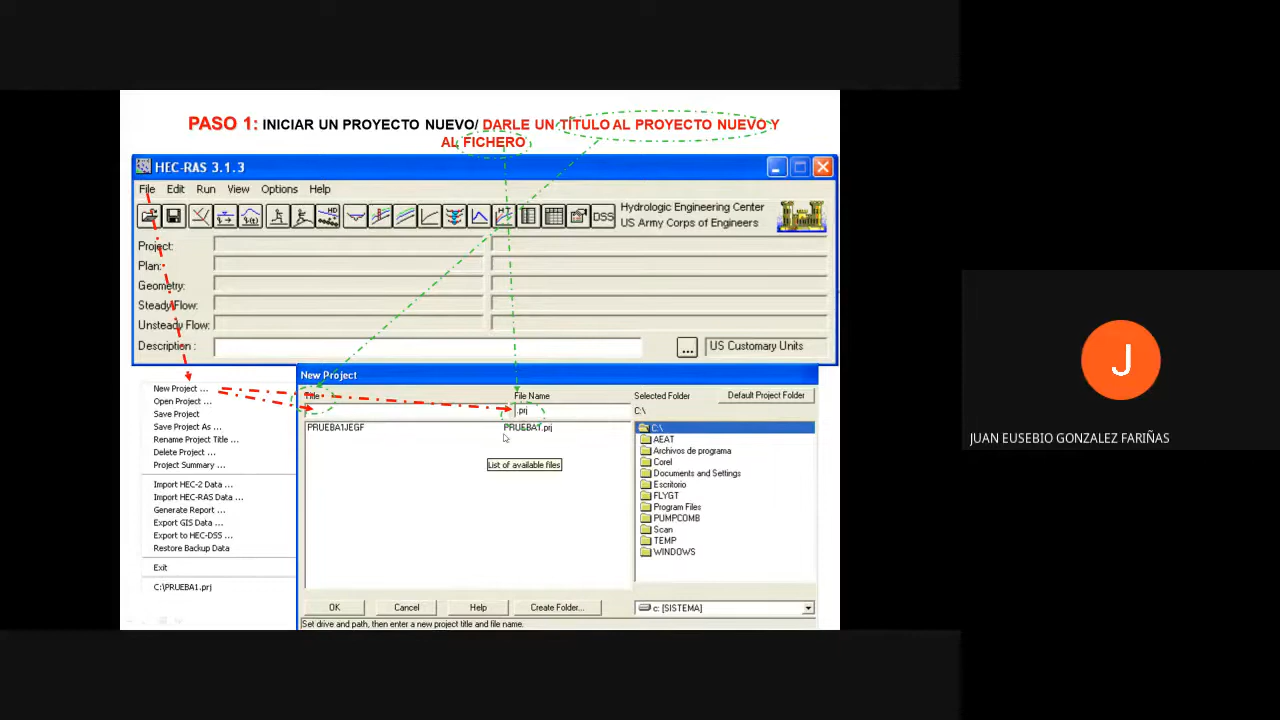 PASO 1: INICIAR UN PROYECTO NUEVO/ DARLE UN TÍTULO AL PROYECTO NUEVO Y
AL FICHERO
HEC-RAS 3.1.3
File Edit Run View Options Help
HD
DSS
Hydrologic Engineering Center
US Army Corps of Engineers
Project:
Plan:
Geometry:
Steady Flow:
Unsteady Flow:
Description :
...
US Customary Units
New Project ...
Open Project ...
Save Project
Save Project As ...
Rename Project Title ...
Delete Project ...
Project Summary ...
Import HEC-2 Data ...
Import HEC-RAS Data ...
Generate Report ...
Export GIS Data ...
Export to HEC-DSS ...
Restore Backup Data
Exit
C:\PRUEBA1.prj
New Project
Title
File Name
Selected Folder
Default Project Folder
.prj
C:\
PRUEBA1JEGF
PRUEBA1.prj
List of available files
C:\
AEAT
Archivos de programa
Corel
Documents and Settings
Escritorio
FLYGT
Program Files
PUMPCOMB
Scan
TEMP
WINDOWS
OK
Cancel
Help
Create Folder...
c: [SISTEMA]
Set drive and path, then enter a new project title and file name.
J
JUAN EUSEBIO GONZALEZ FARIÑAS